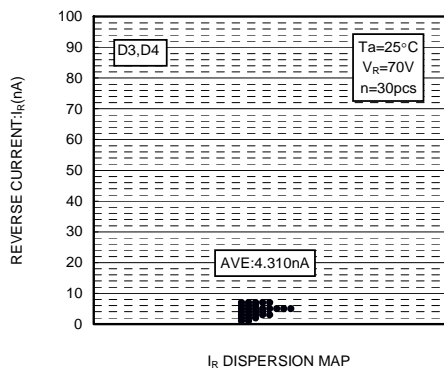 100
90
80
70
60
50
40
30
20
10
0
REVERSE CURRENT:IR(nA)
D3,D4
Ta=25°C
VR=70V
n=30pcs
AVE:4.310nA
IR DISPERSION MAP